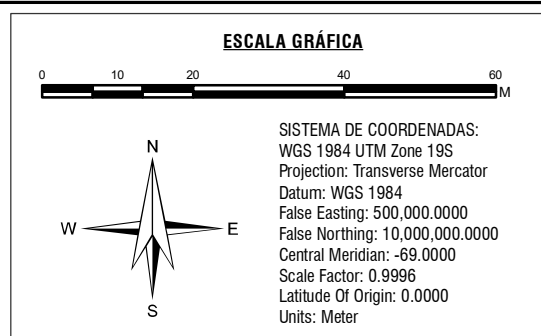 ESCALA GRÁFICA
0 10 20 40 60
M
N
W E
S
SISTEMA DE COORDENADAS:
WGS 1984 UTM Zone 19S
Projection: Transverse Mercator
Datum: WGS 1984
False Easting: 500,000.0000
False Northing: 10,000,000.0000
Central Meridian: -69.0000
Scale Factor: 0.9996
Latitude Of Origin: 0.0000
Units: Meter